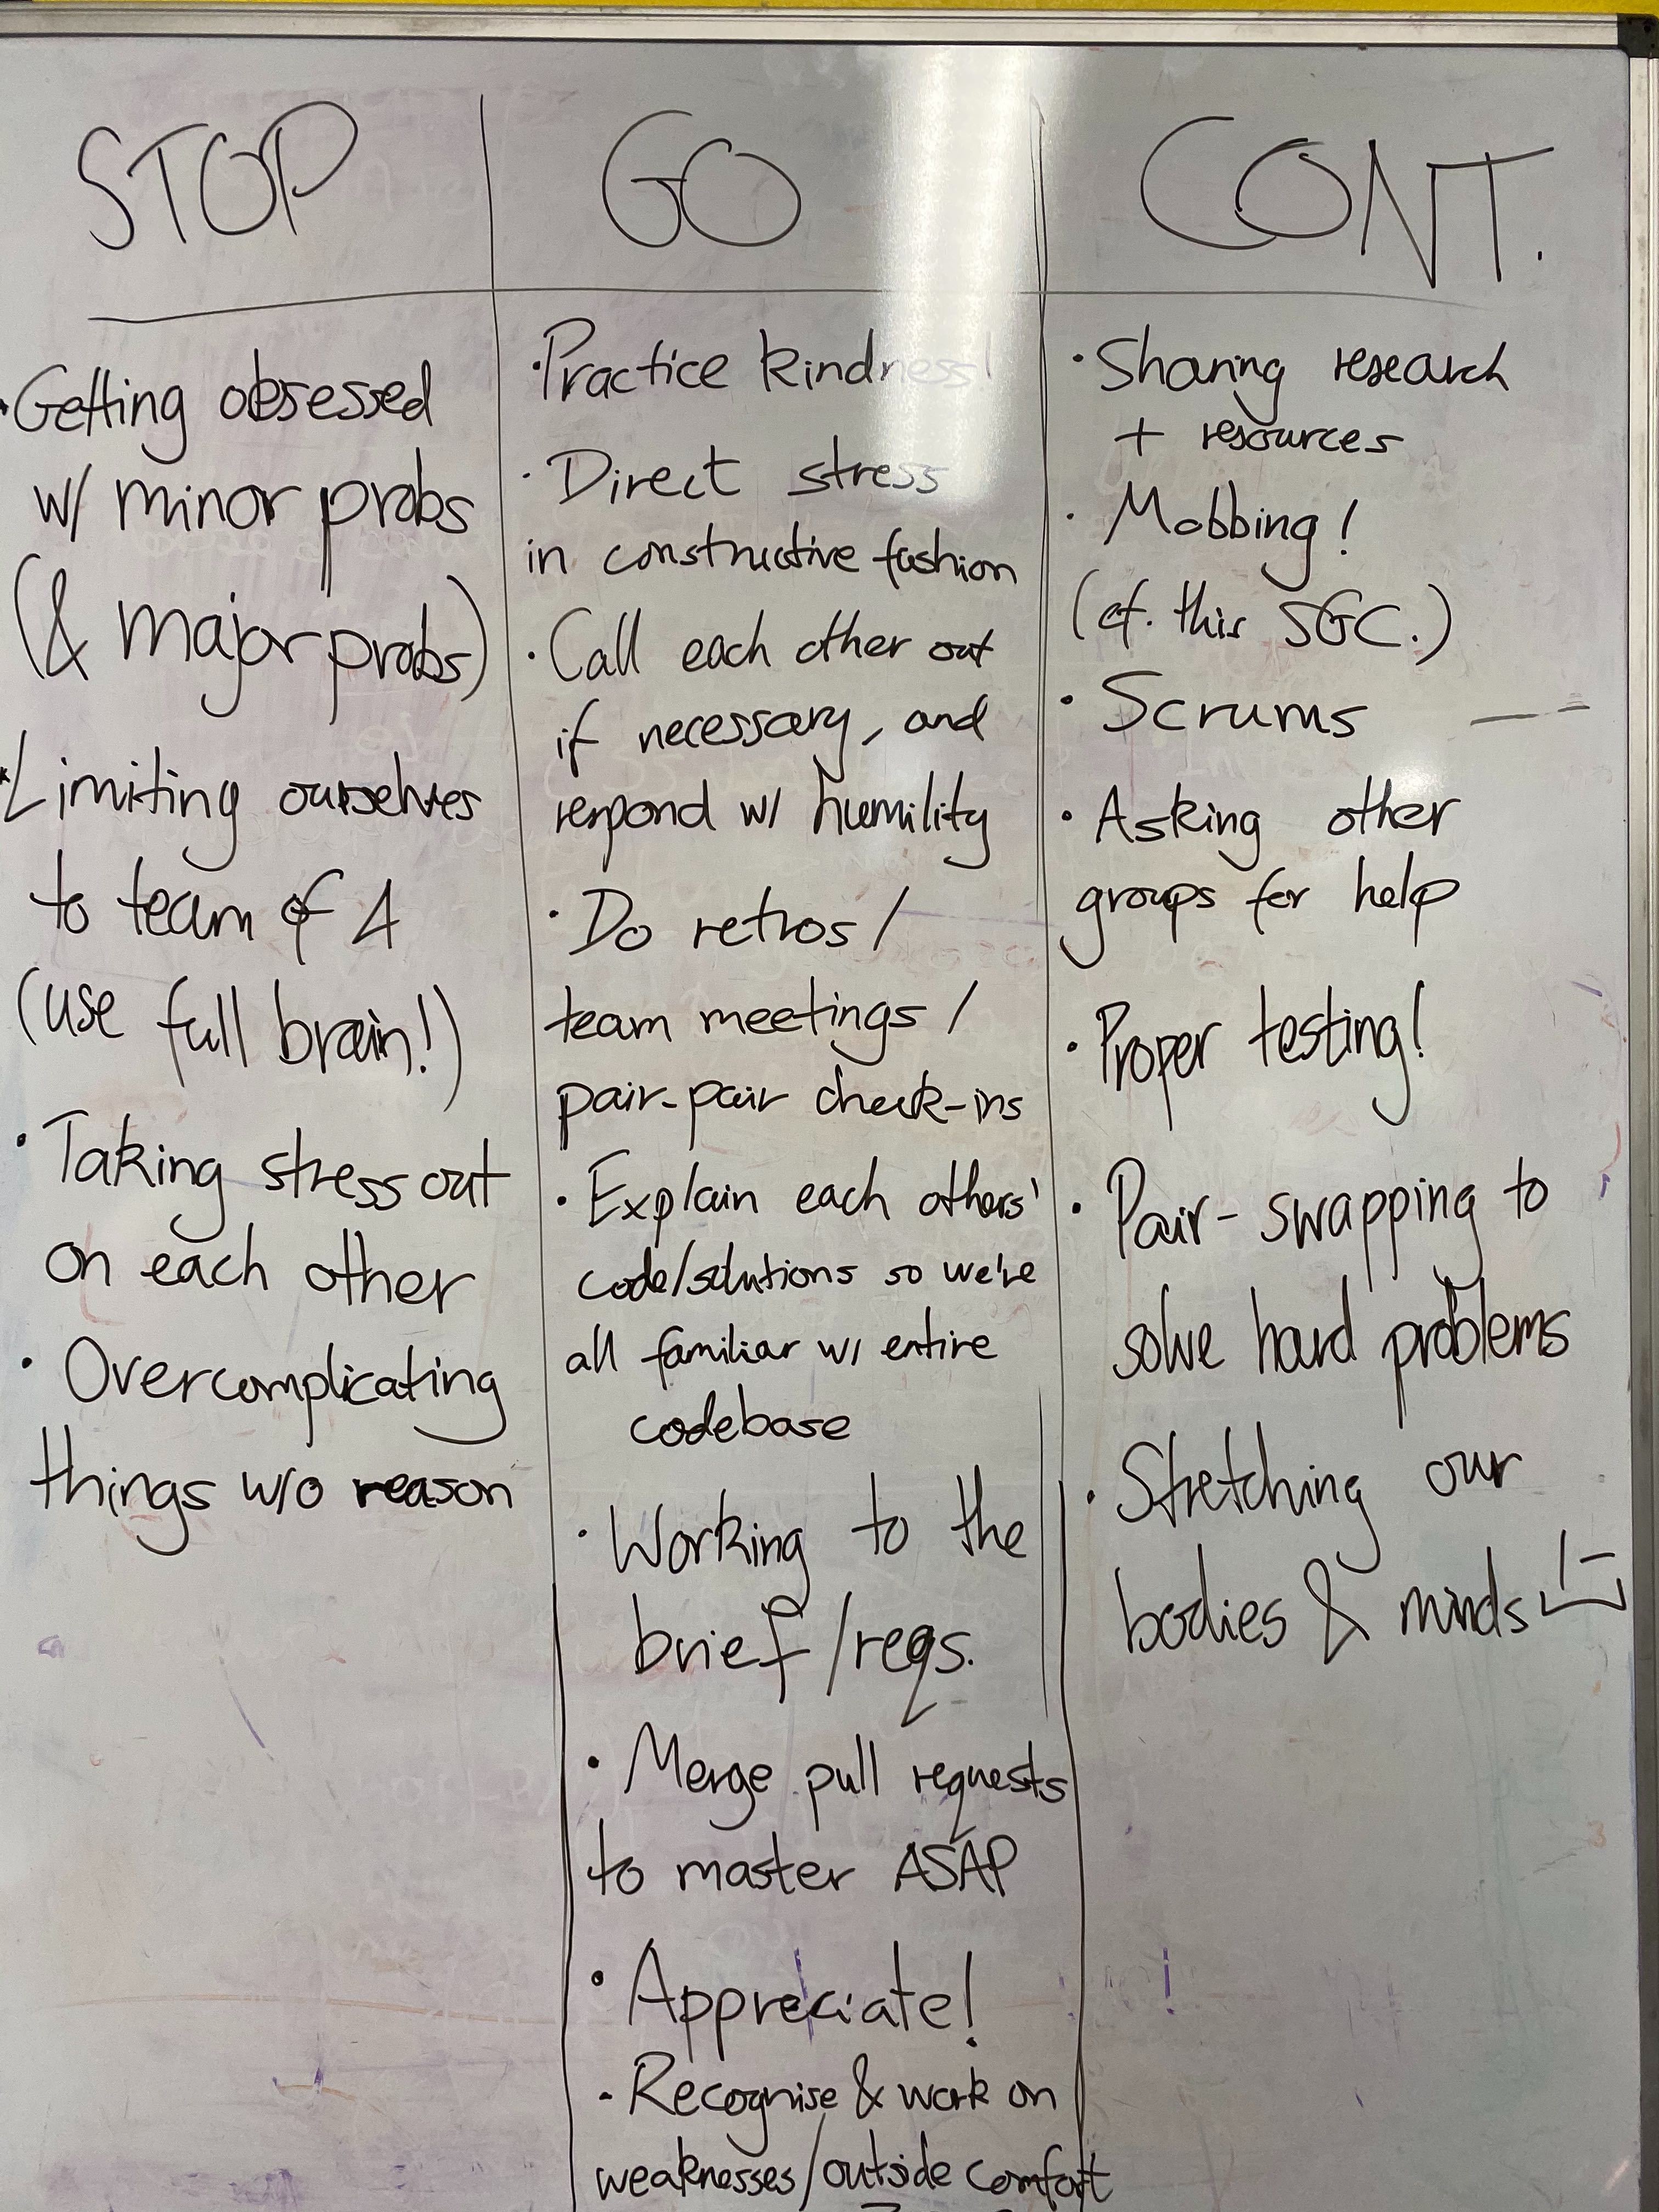 STOP
·Getting obsessed
w/ minor probs
(& major probs)
·Limiting ourselves
to team of 4
(use full brain!)
·Taking stress out
on each other
·Overcomplicating
things w/o reason
GO
·Practice kindness!
·Direct stress
in constructive fashion
·Call each other out
if necessary, and
respond w/ humility
·Do retros/
team meetings/
pair-pair check-ins
·Explain each others'
code/solutions so we're
all familiar w/ entire
codebase
·Working to the
brief/reqs.
·Merge pull requests
to master ASAP
·Appreciate!
·Recognise & work on
weaknesses/outside comfort
CONT.
·Sharing research
+ resources
·Mobbing!
(cf. this SGC.)
·Scrums
·Asking other
groups for help
·Proper testing!
·Pair-swapping to
solve hard problems
·Stretching our
bodies & minds